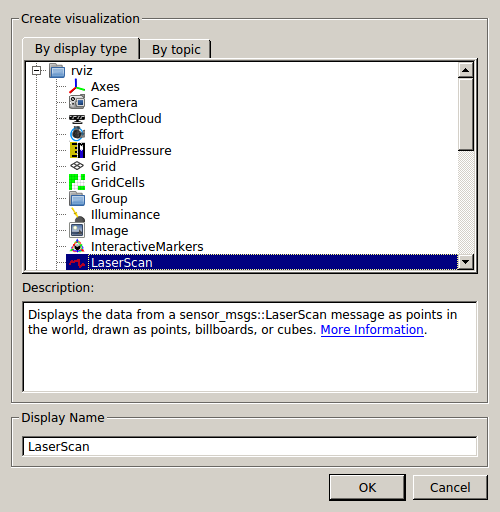 Create visualization
By display type
By topic
rviz
Axes
Camera
DepthCloud
Effort
FluidPressure
Grid
GridCells
Group
Illuminance
Image
InteractiveMarkers
LaserScan
Description:
Displays the data from a sensor_msgs::LaserScan message as points in
the world, drawn as points, billboards, or cubes. More Information.
Display Name
LaserScan
OK
Cancel